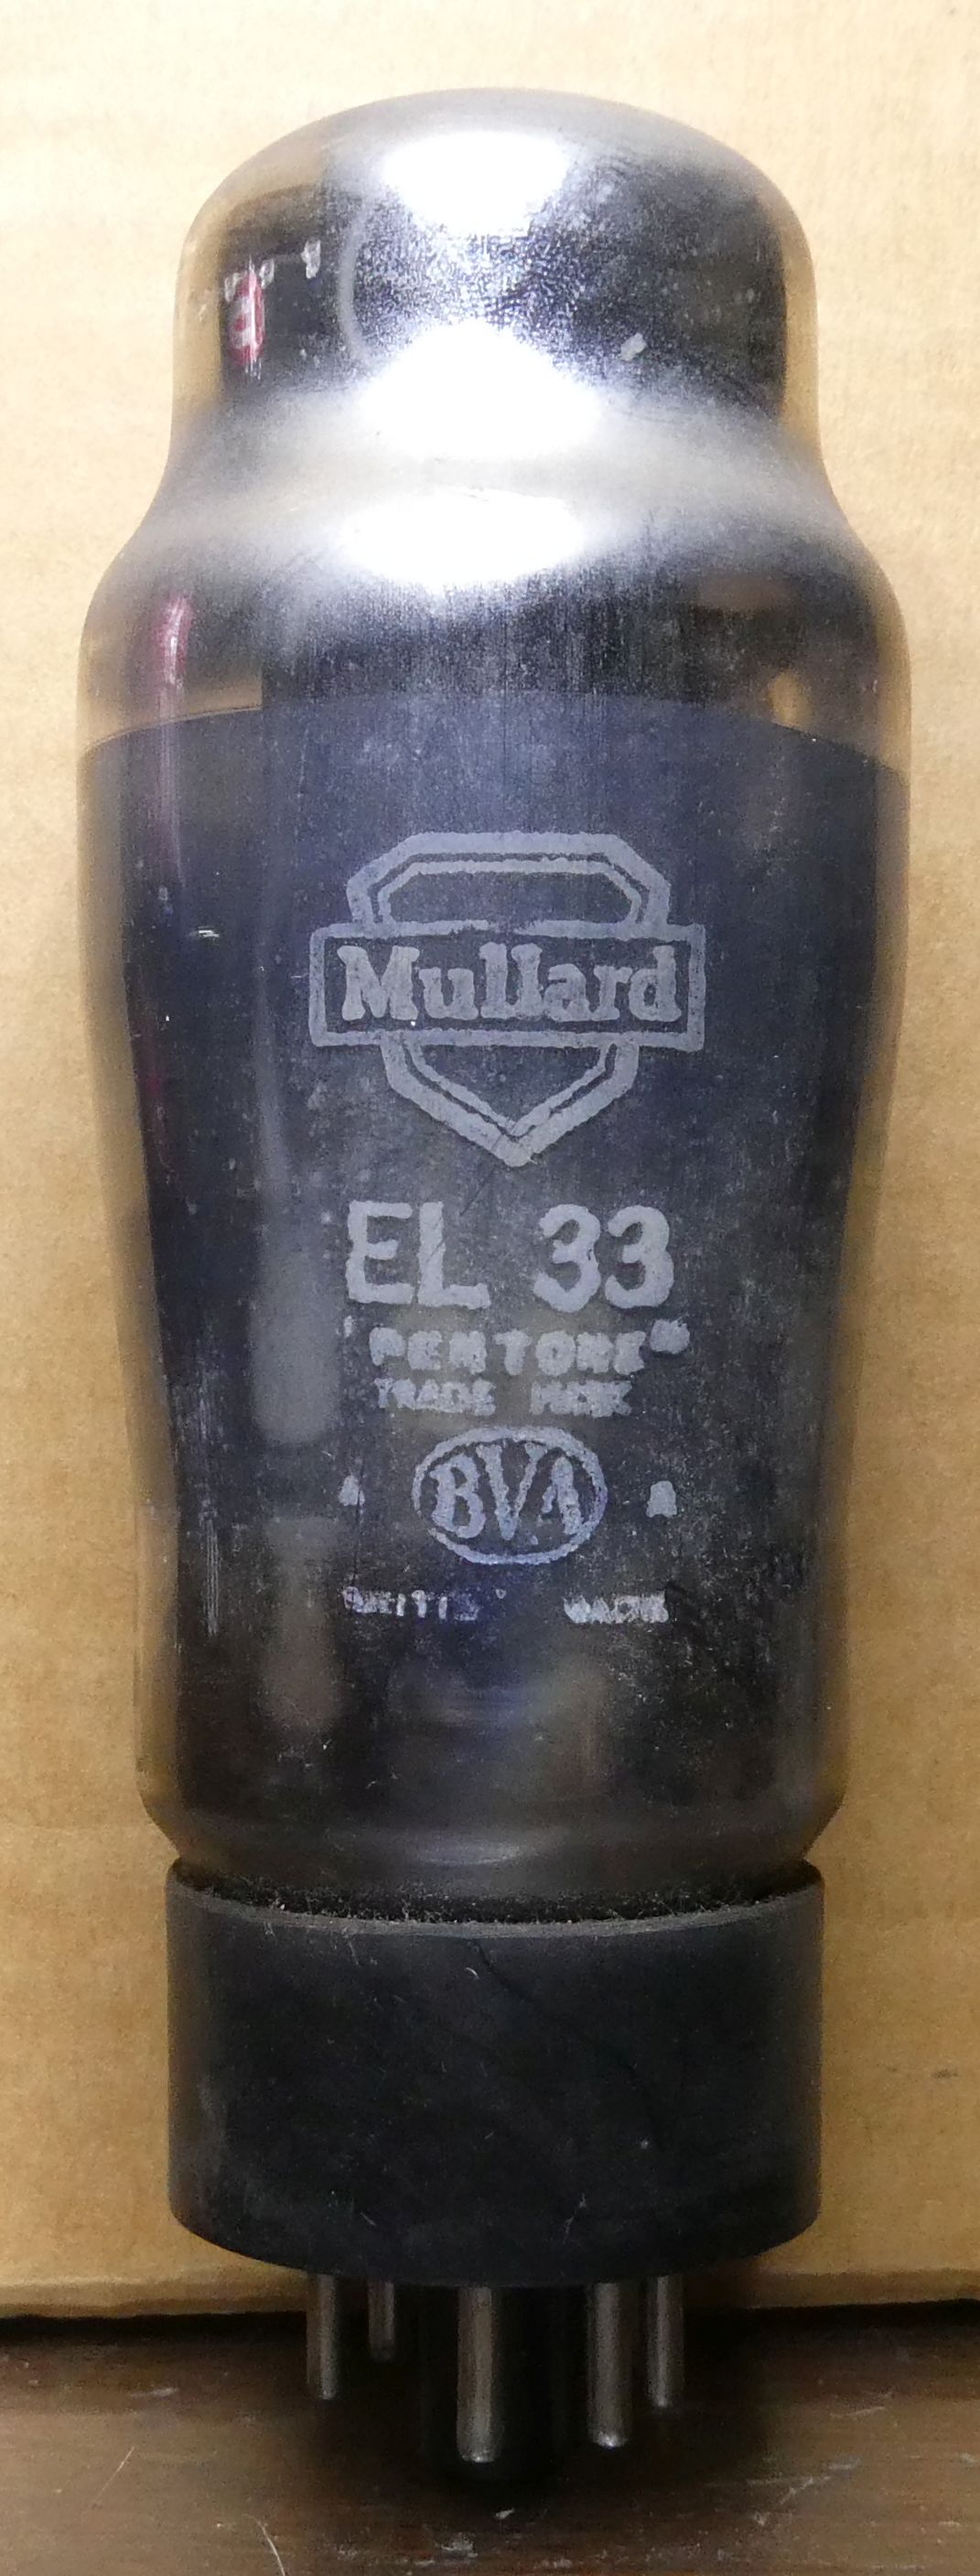 Mullard
EL 33
"PENTONE"
TRADE MARK
BVA